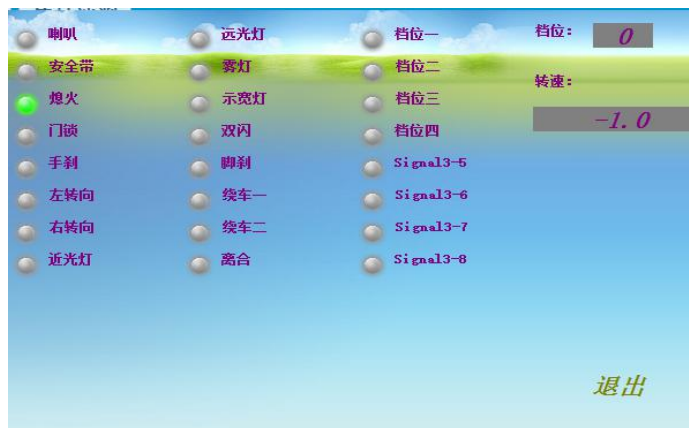 喇叭 远光灯 档位一 档位: 0
安全带 雾灯 档位二
熄火 示宽灯 档位三 转速:
门锁 双闪 档位四 -1.0
手刹 脚刹 Signal3-5
左转向 绕车一 Signal3-6
右转向 绕车二 Signal3-7
近光灯 离合 Signal3-8
退出